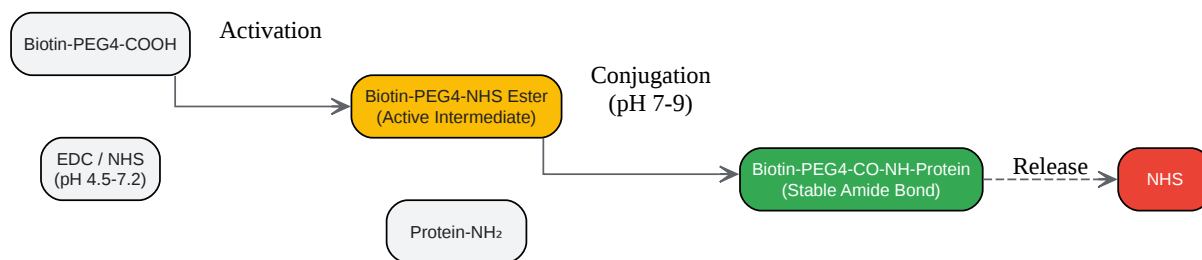 Biotin-PEG4-COOH
Activation
EDC / NHS
(pH 4.5-7.2)
Biotin-PEG4-NHS Ester
(Active Intermediate)
Conjugation
(pH 7-9)
Protein-NH₂
Biotin-PEG4-CO-NH-Protein
(Stable Amide Bond)
Release
NHS